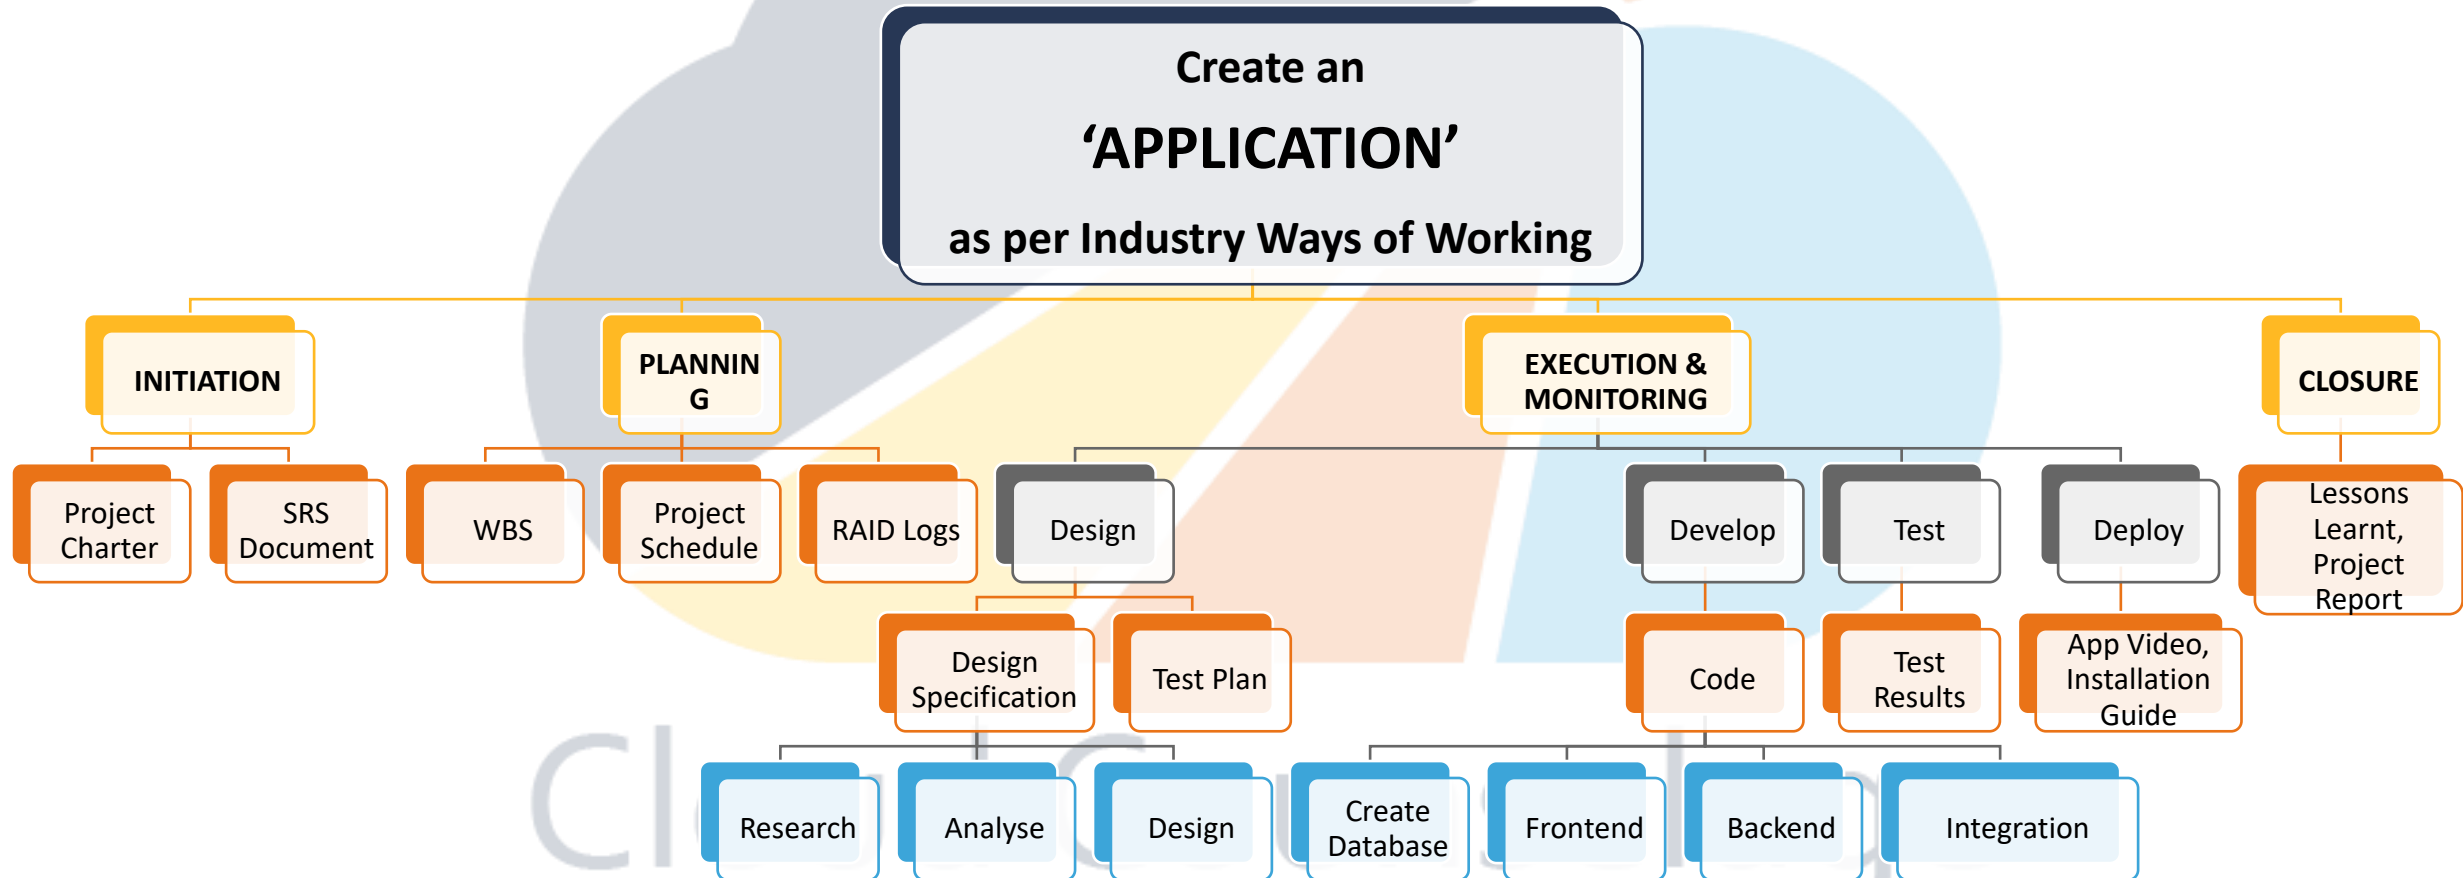 Create an
‘APPLICATION’
as per Industry Ways of Working
INITIATION
PLANNIN
G
EXECUTION &
MONITORING
CLOSURE
Project
Charter
SRS
Document
WBS
Project
Schedule
RAID Logs
Design
Develop
Test
Deploy
Lessons
Learnt,
Project
Report
Design
Specification
Test Plan
Code
Test
Results
App Video,
Installation
Guide
Research
Analyse
Design
Create
Database
Frontend
Backend
Integration